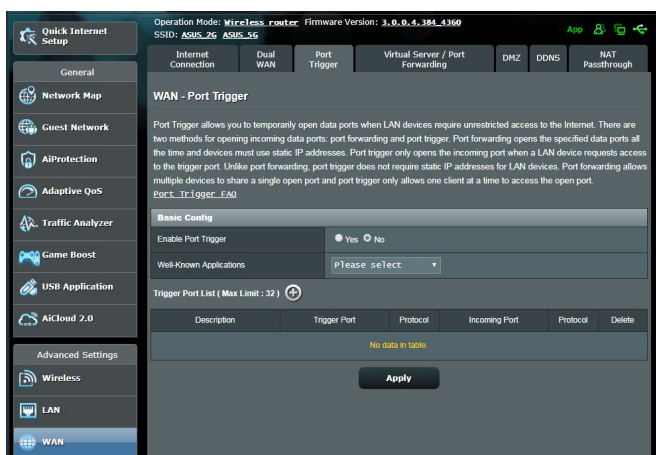 Quick Internet
Setup
Operation Mode: Wireless router Firmware Version: 3.0.0.4.384_4360
SSID: ASUS_2G ASUS_5G
App
Internet
Connection
Dual
WAN
Port
Trigger
Virtual Server / Port
Forwarding
DMZ
DDNS
NAT
Passthrough
General
Network Map
Guest Network
AiProtection
Adaptive QoS
Traffic Analyzer
Game Boost
USB Application
AiCloud 2.0
Advanced Settings
Wireless
LAN
WAN
WAN - Port Trigger
Port Trigger allows you to temporarily open data ports when LAN devices require unrestricted access to the Internet. There are
two methods for opening incoming data ports: port forwarding and port trigger. Port forwarding opens the specified data ports all
the time and devices must use static IP addresses. Port trigger only opens the incoming port when a LAN device requests access
to the trigger port. Unlike port forwarding, port trigger does not require static IP addresses for LAN devices. Port forwarding allows
multiple devices to share a single open port and port trigger only allows one client at a time to access the open port.
Port Trigger FAQ
Basic Config
Enable Port Trigger Yes No
Well-Known Applications Please select
Trigger Port List ( Max Limit : 32 )
Description Trigger Port Protocol Incoming Port Protocol Delete
No data in table.
Apply